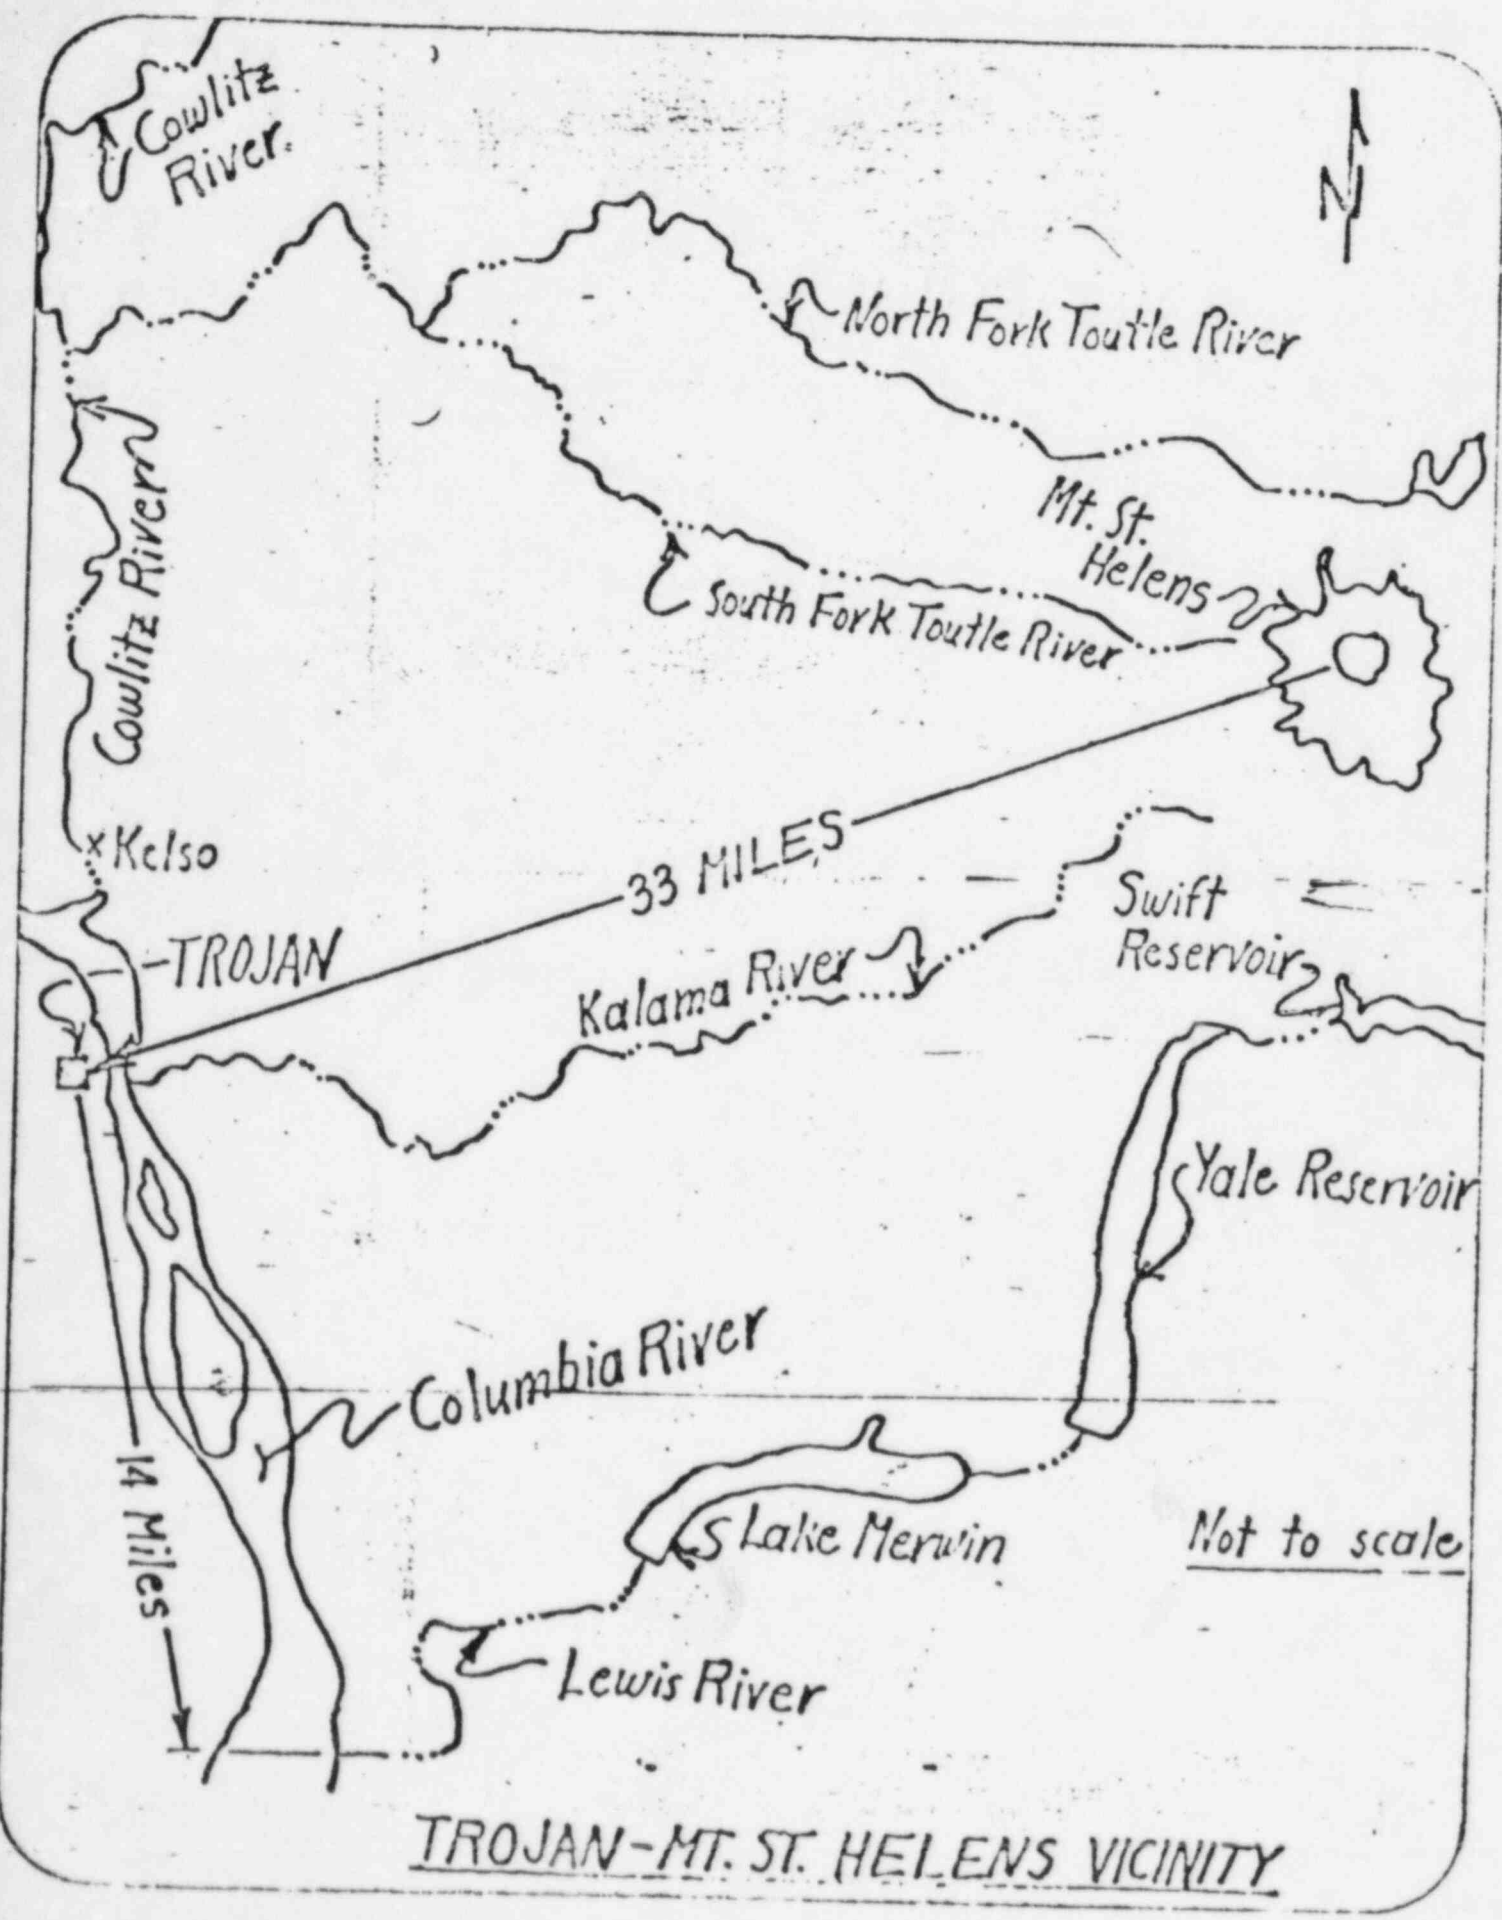 Cowlitz
River.
N
North Fork Toutle River
Mt. St.
Helens
Cowlitz River
South Fork Toutle River
33 MILES
Kelso
TROJAN
Swift
Reservoir
Kalama River
Yale Reservoir
Columbia River
14 Miles
Lake Merwin
Not to scale
Lewis River
TROJAN-MT. ST. HELENS VICINITY